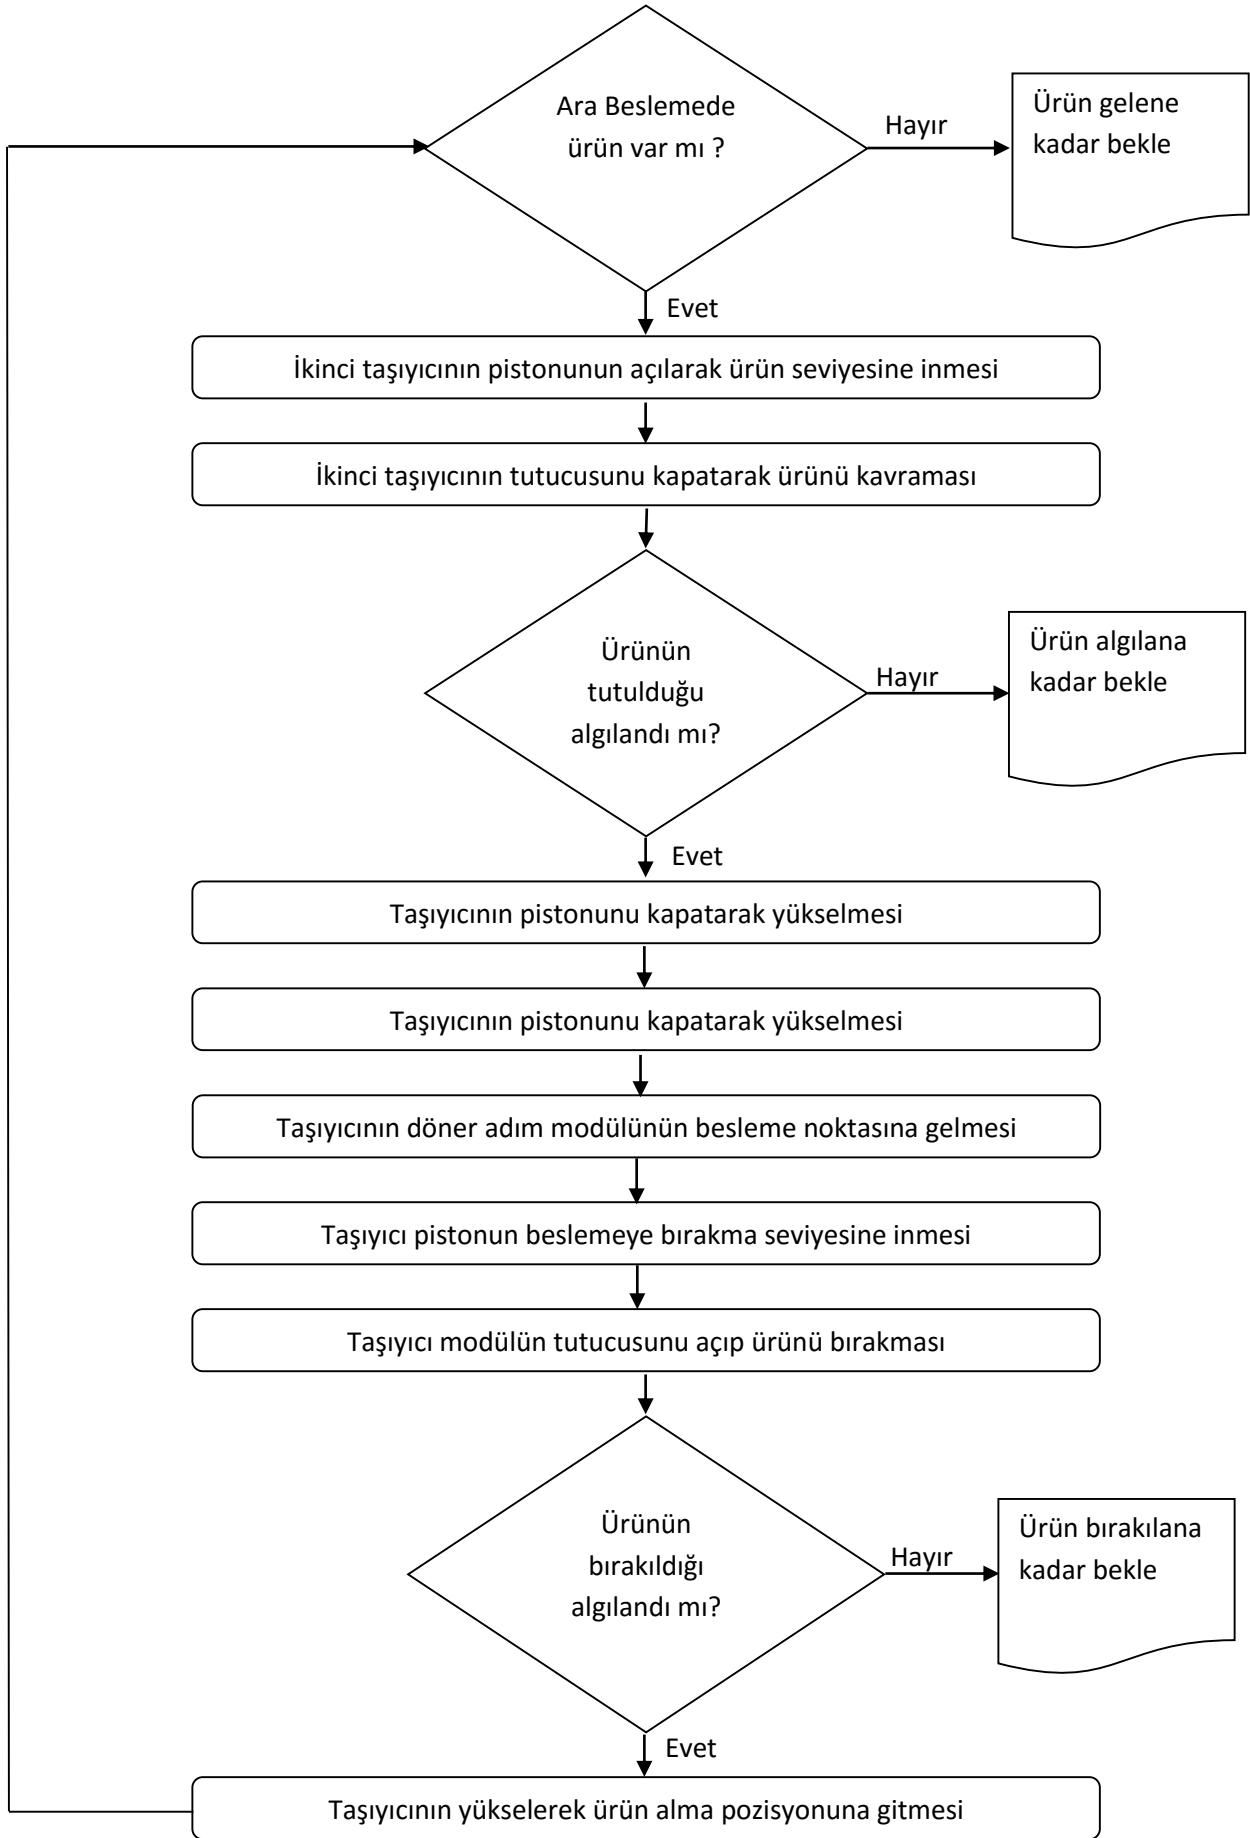 Ara Beslemede
ürün var mı ?
Hayır
Ürün gelene
kadar bekle
Evet
İkinci taşıyıcının pistonunun açılarak ürün seviyesine inmesi
İkinci taşıyıcının tutucusunu kapatarak ürünü kavraması
Ürünün
tutulduğu
algılandı mı?
Hayır
Ürün algılana
kadar bekle
Evet
Taşıyıcının pistonunu kapatarak yükselmesi
Taşıyıcının pistonunu kapatarak yükselmesi
Taşıyıcının döner adım modülünün besleme noktasına gelmesi
Taşıyıcı pistonun beslemeye bırakma seviyesine inmesi
Taşıyıcı modülün tutucusunu açıp ürünü bırakması
Ürünün
bırakıldığı
algılandı mı?
Hayır
Ürün bırakılana
kadar bekle
Evet
Taşıyıcının yükselerek ürün alma pozisyonuna gitmesi